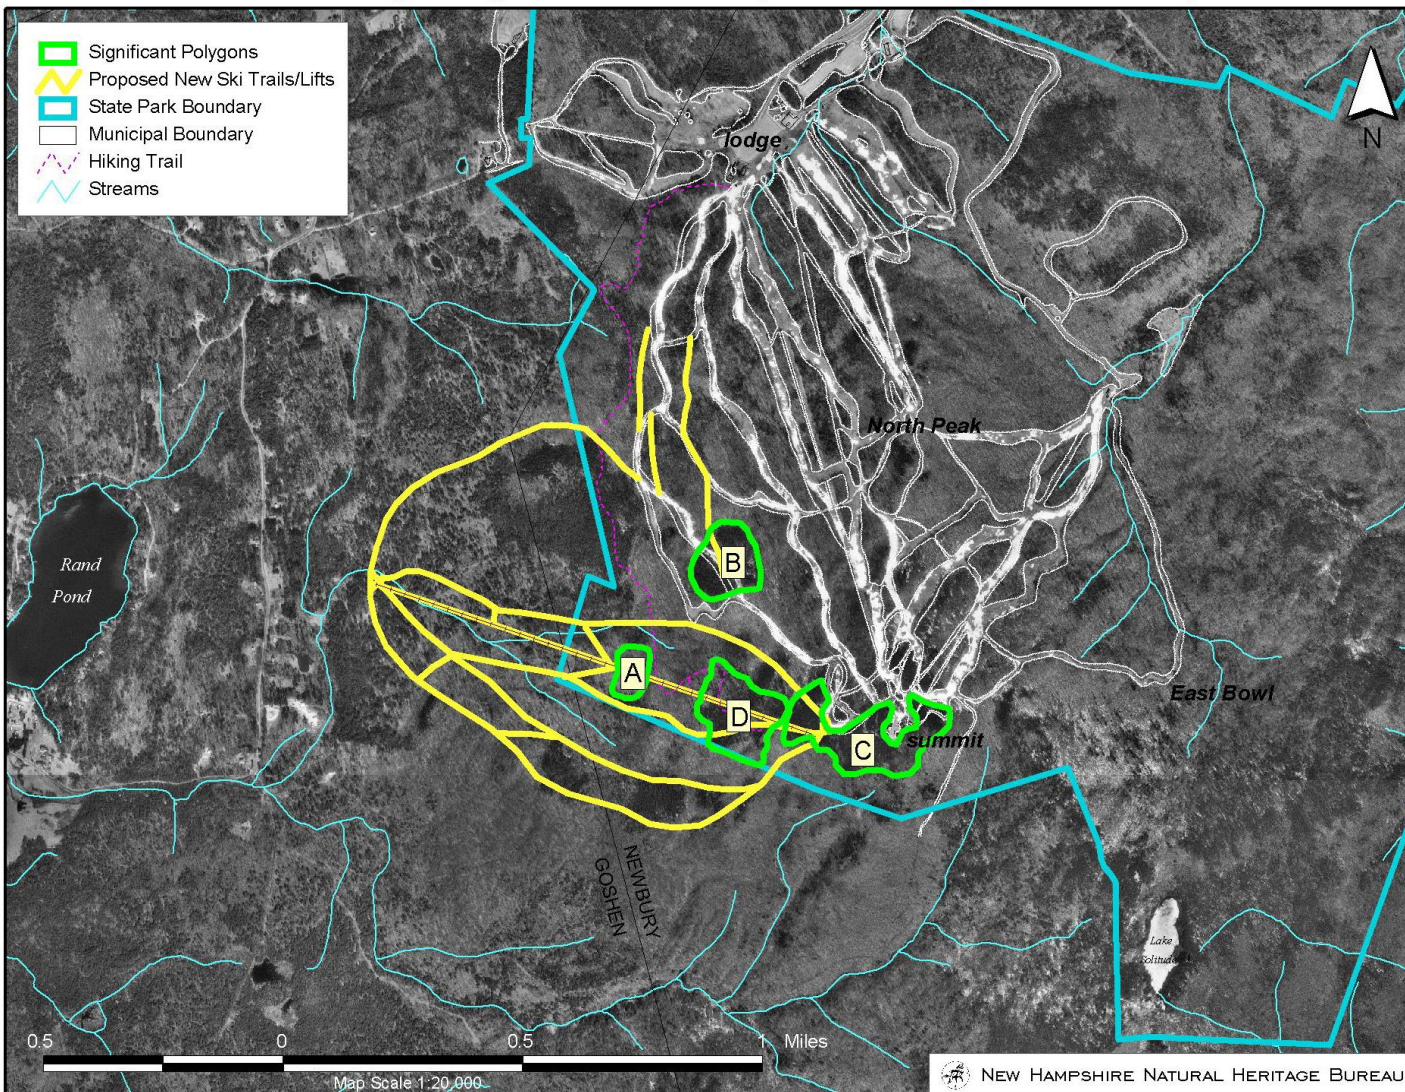 Significant Polygons
Proposed New Ski Trails/Lifts
State Park Boundary
Municipal Boundary
Hiking Trail
Streams
N
lodge
North Peak
Rand
Pond
B
A
D
C
summit
East Bowl
NEWBURY
GOSHEN
Lake
Solitude
0.5 0 0.5 1 Miles
Map Scale 1:20,000
NEW HAMPSHIRE NATURAL HERITAGE BUREAU